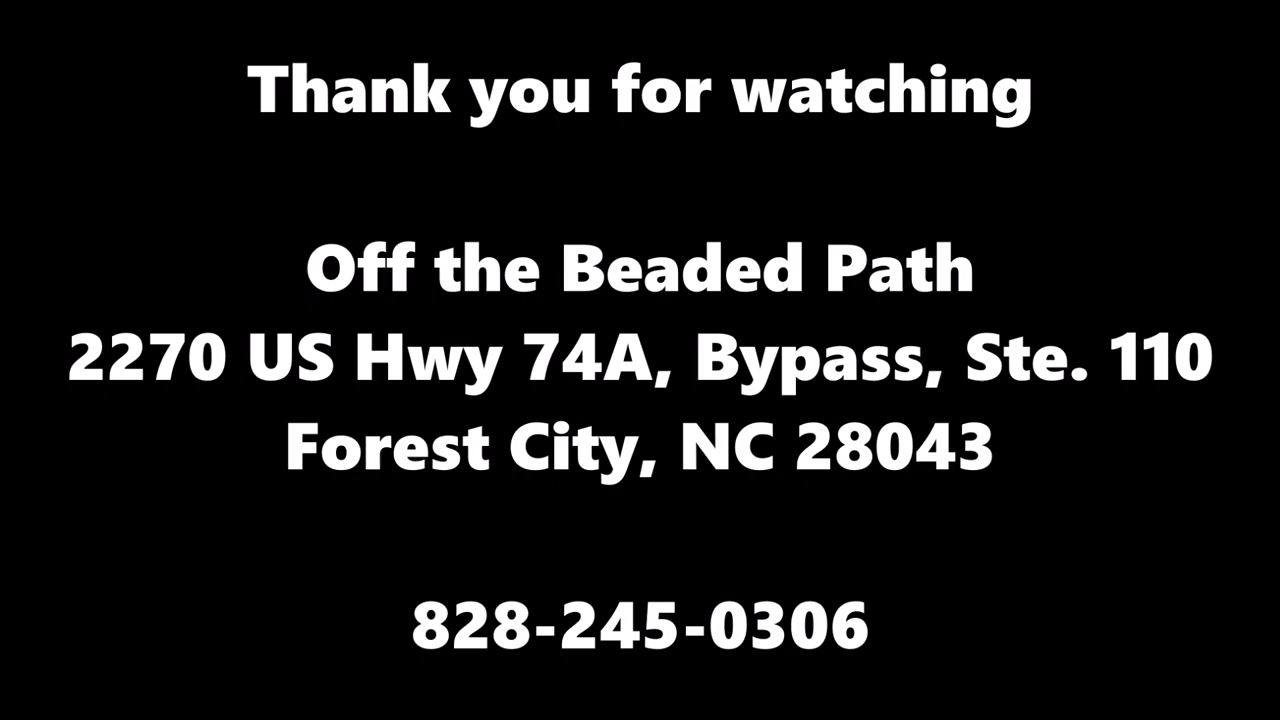 Thank you for watching
Off the Beaded Path
2270 US Hwy 74A, Bypass, Ste. 110
Forest City, NC 28043
828-245-0306